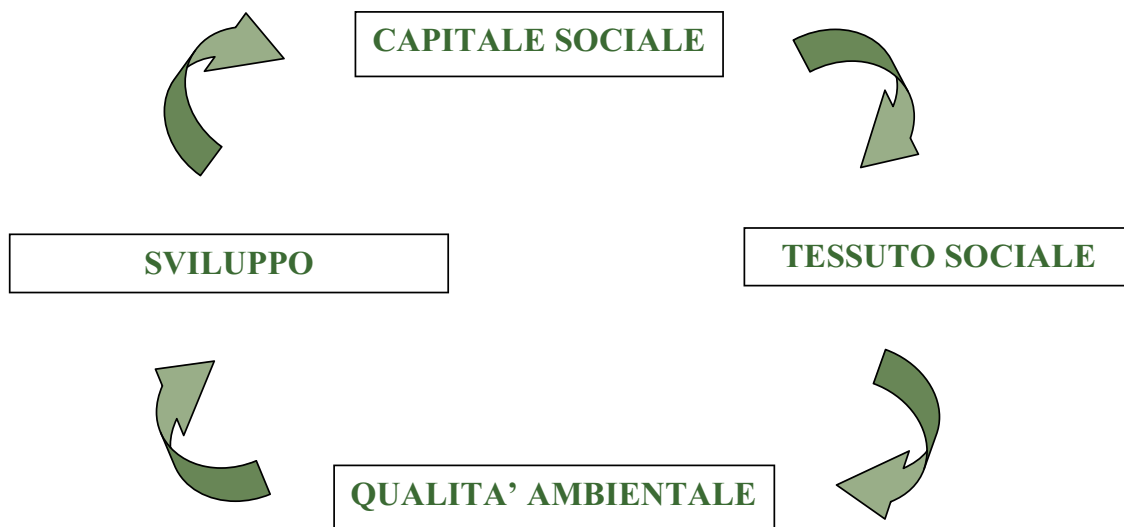 CAPITALE SOCIALE
SVILUPPO
TESSUTO SOCIALE
QUALITA’ AMBIENTALE